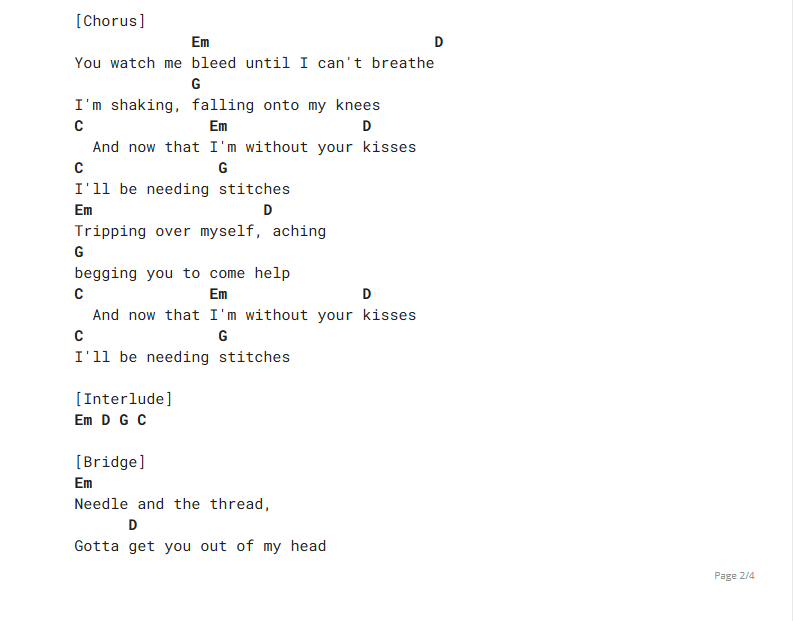 [Chorus]
             Em                         D
You watch me bleed until I can't breathe
             G
I'm shaking, falling onto my knees
C              Em               D
  And now that I'm without your kisses
C               G
I'll be needing stitches
Em                   D
Tripping over myself, aching
G
begging you to come help
C              Em               D
  And now that I'm without your kisses
C               G
I'll be needing stitches
[Interlude]
Em D G C
[Bridge]
Em
Needle and the thread,
      D
Gotta get you out of my head
Page 2/4